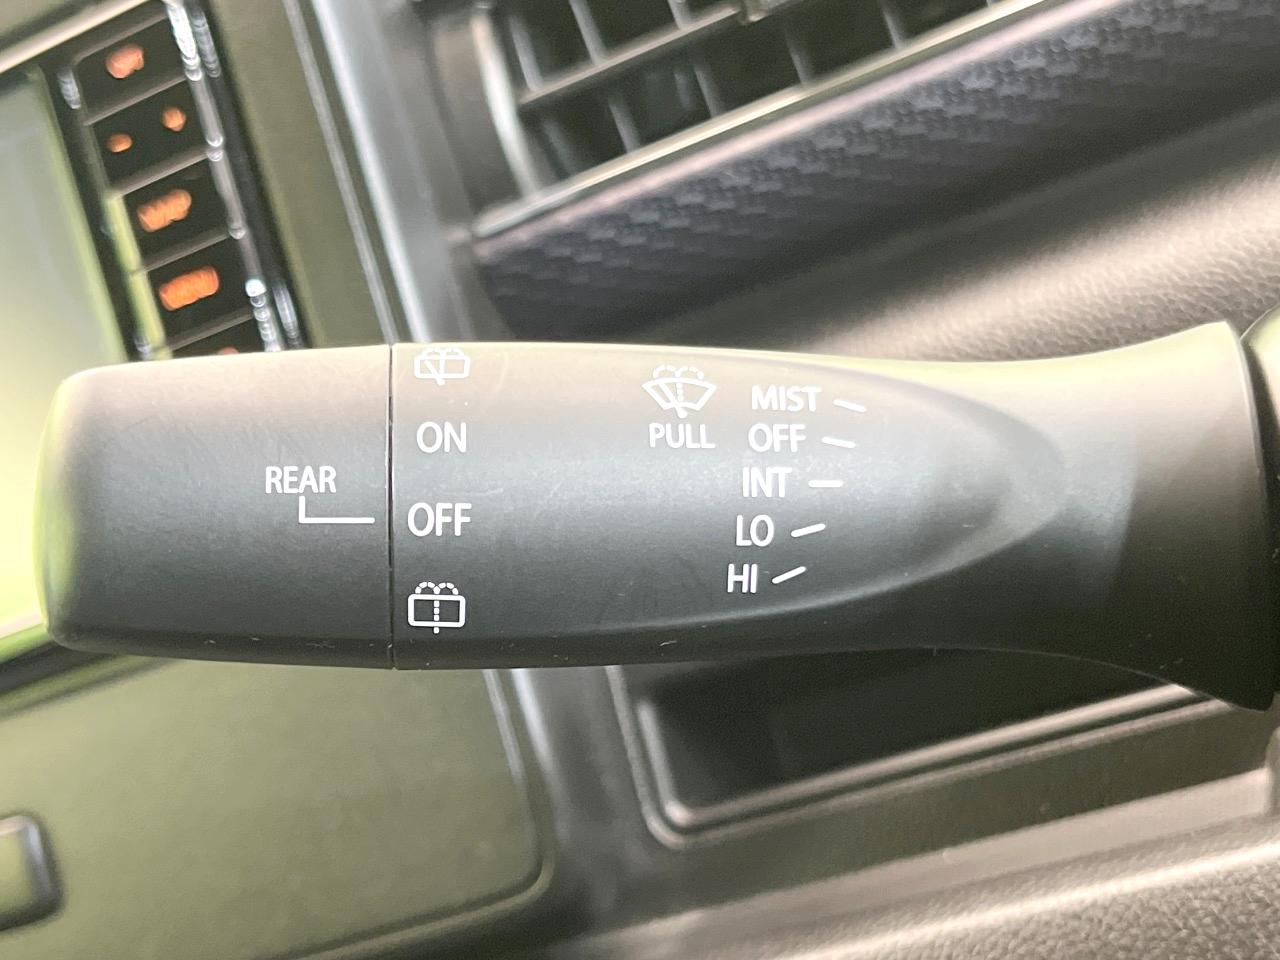 REAR
ON
OFF
PULL
MIST
OFF
INT
LO
HI